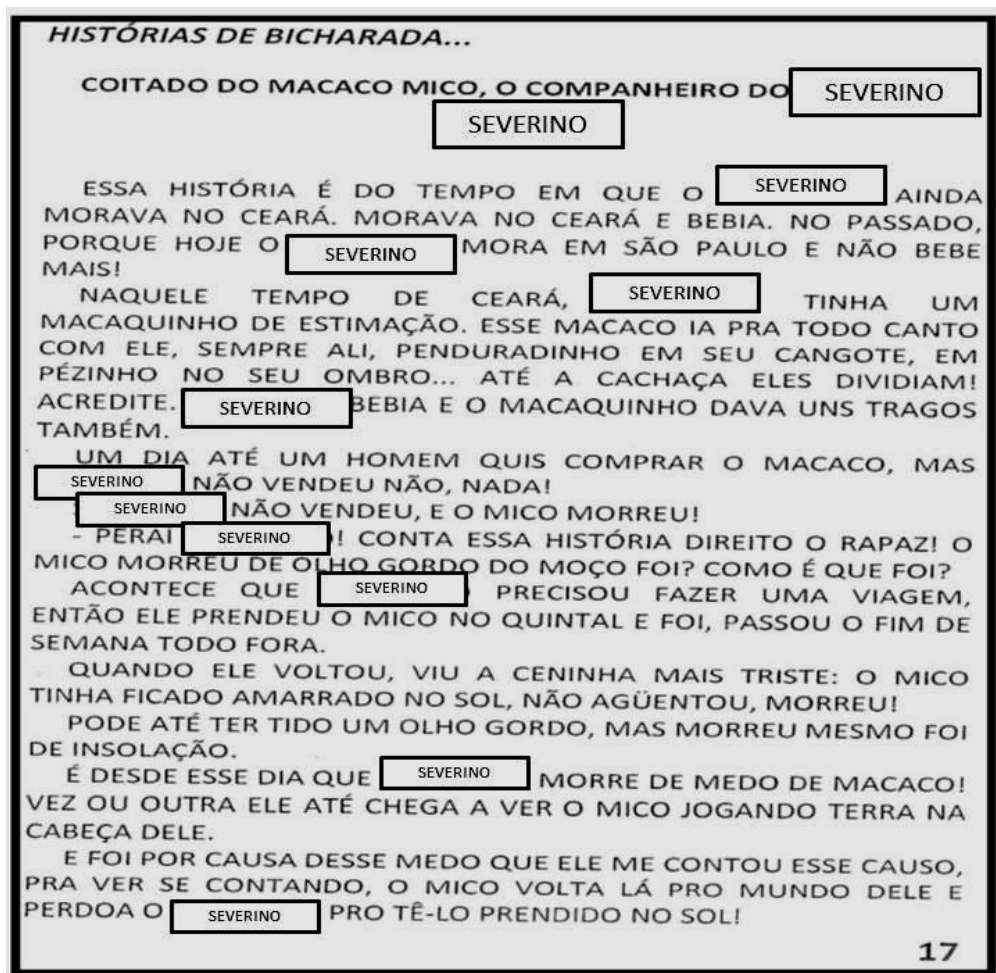 HISTÓRIAS DE BICHARADA...
COITADO DO MACACO MICO, O COMPANHEIRO DO SEVERINO
SEVERINO
ESSA HISTÓRIA É DO TEMPO EM QUE O SEVERINO AINDA
MORAVA NO CEARÁ. MORAVA NO CEARÁ E BEBIA. NO PASSADO,
PORQUE HOJE O SEVERINO MORA EM SÃO PAULO E NÃO BEBE
MAIS!
NAQUELE TEMPO DE CEARÁ, SEVERINO TINHA UM
MACAQUINHO DE ESTIMAÇÃO. ESSE MACACO IA PRA TODO CANTO
COM ELE, SEMPRE ALI, PENDURADINHO EM SEU CANGOTE, EM
PÉZINHO NO SEU OMBRO... ATÉ A CACHAÇA ELES DIVIDIAM!
ACREDITE. SEVERINO BEBIA E O MACAQUINHO DAVA UNS TRAGOS
TAMBÉM.
UM DIA ATÉ UM HOMEM QUIS COMPRAR O MACACO, MAS
SEVERINO NÃO VENDEU NÃO, NADA!
SEVERINO NÃO VENDEU, E O MICO MORREU!
- PERAI SEVERINO ! CONTA ESSA HISTÓRIA DIREITO O RAPAZ! O
MICO MORREU DE OLHO GORDO DO MOÇO FOI? COMO É QUE FOI?
ACONTECE QUE SEVERINO PRECISOU FAZER UMA VIAGEM,
ENTÃO ELE PRENDEU O MICO NO QUINTAL E FOI, PASSOU O FIM DE
SEMANA TODO FORA.
QUANDO ELE VOLTOU, VIU A CENINHA MAIS TRISTE: O MICO
TINHA FICADO AMARRADO NO SOL, NÃO AGÜENTOU, MORREU!
PODE ATÉ TER TIDO UM OLHO GORDO, MAS MORREU MESMO FOI
DE INSOLAÇÃO.
É DESDE ESSE DIA QUE SEVERINO MORRE DE MEDO DE MACACO!
VEZ OU OUTRA ELE ATÉ CHEGA A VER O MICO JOGANDO TERRA NA
CABEÇA DELE.
E FOI POR CAUSA DESSE MEDO QUE ELE ME CONTOU ESSE CAUSO,
PRA VER SE CONTANDO, O MICO VOLTA LÁ PRO MUNDO DELE E
PERDOA O SEVERINO PRO TÊ-LO PRENDIDO NO SOL!
17